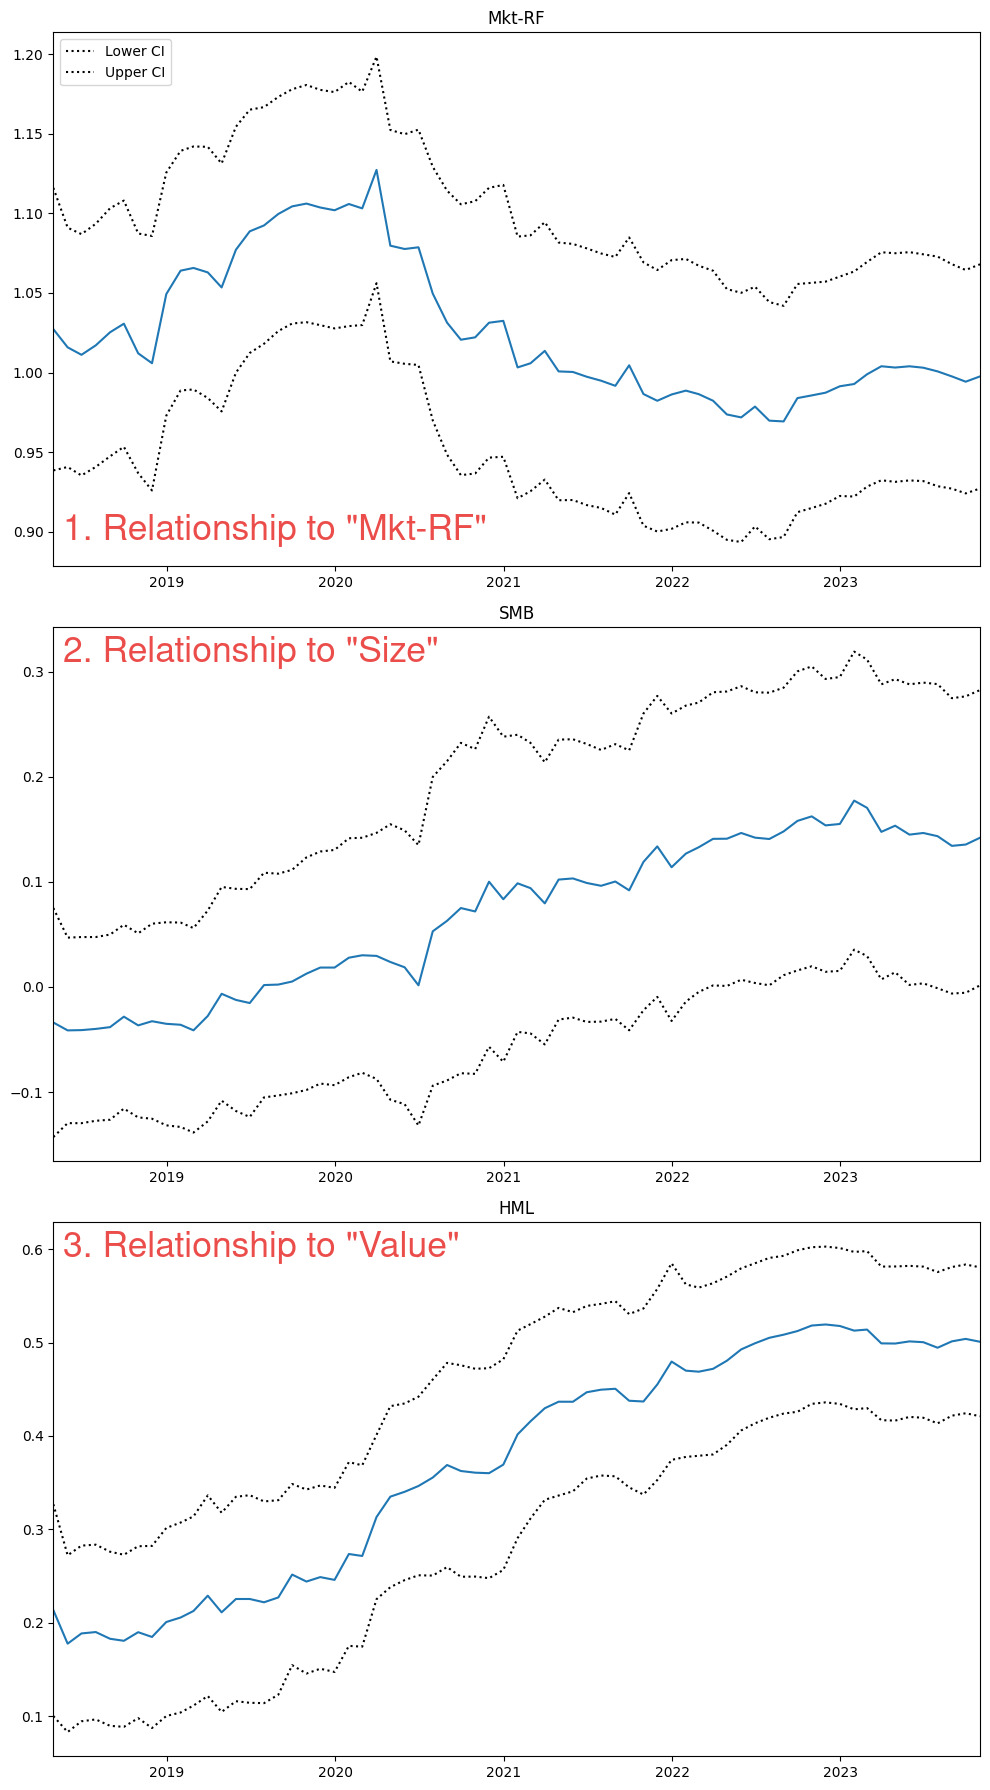 Mkt-RF
Lower CI
Upper CI
1.20
1.15
1.10
1.05
1.00
0.95
0.90
1. Relationship to "Mkt-RF"
2019 2020 2021 2022 2023
SMB
2. Relationship to "Size"
0.3
0.2
0.1
0.0
−0.1
2019 2020 2021 2022 2023
HML
3. Relationship to "Value"
0.6
0.5
0.4
0.3
0.2
0.1
2019 2020 2021 2022 2023